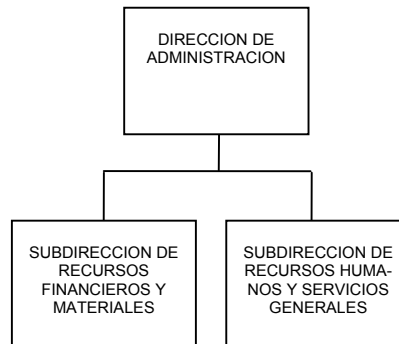 DIRECCION DE
ADMINISTRACION
SUBDIRECCION DE
RECURSOS
FINANCIEROS Y
MATERIALES
SUBDIRECCION DE
RECURSOS HUMA-
NOS Y SERVICIOS
GENERALES